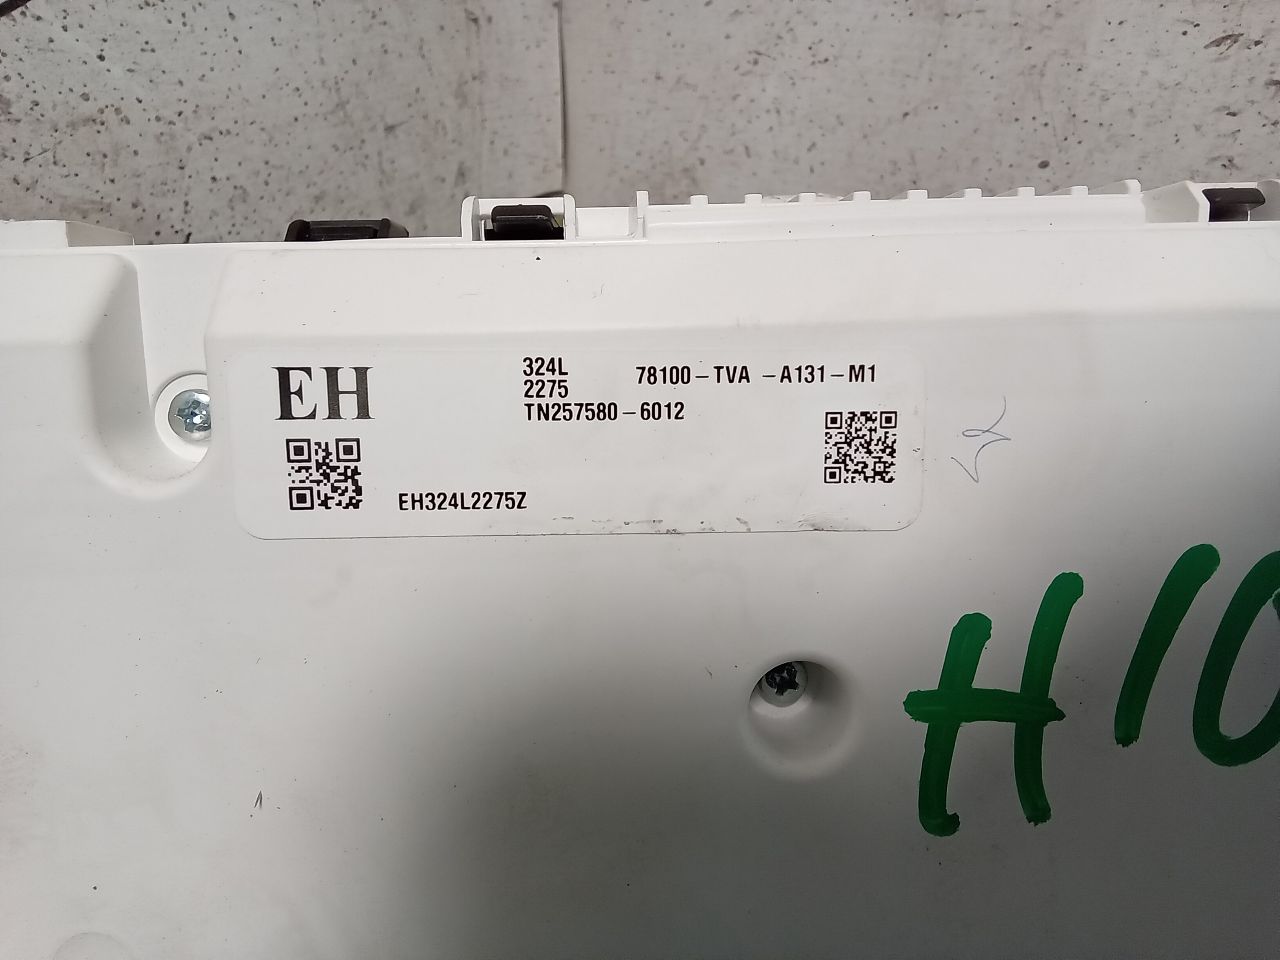 EH
324L
2275
78100-TVA -A131-M1
TN257580-6012
EH324L2275Z
H10